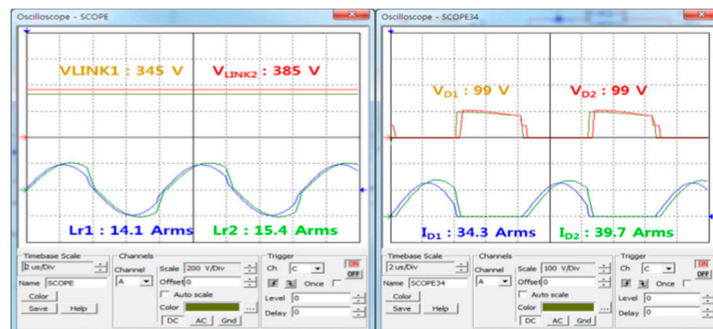 Oscilloscope - SCOPE
VLINK1 : 345 V
VLINK2 : 385 V
Lr1 : 14.1 Arms
Lr2 : 15.4 Arms
Timebase Scale
2 us/Div
Name SCOPE
Color
Save
Help
Channels
Channel
A
Scale 200 V/Div
Offset 0
Auto scale
Color
...
DC
AC
Gnd
Trigger
Ch C
ON
OFF
Once
Level 0
Delay 0
Oscilloscope - SCOPE34
VD1 : 99 V
VD2 : 99 V
ID1 : 34.3 Arms
ID2 : 39.7 Arms
Timebase Scale
2 us/Div
Name SCOPE34
Color
Save
Help
Channels
Channel
A
Scale 100 V/Div
Offset 0
Auto scale
Color
...
DC
AC
Gnd
Trigger
Ch C
ON
OFF
Once
Level 0
Delay 0